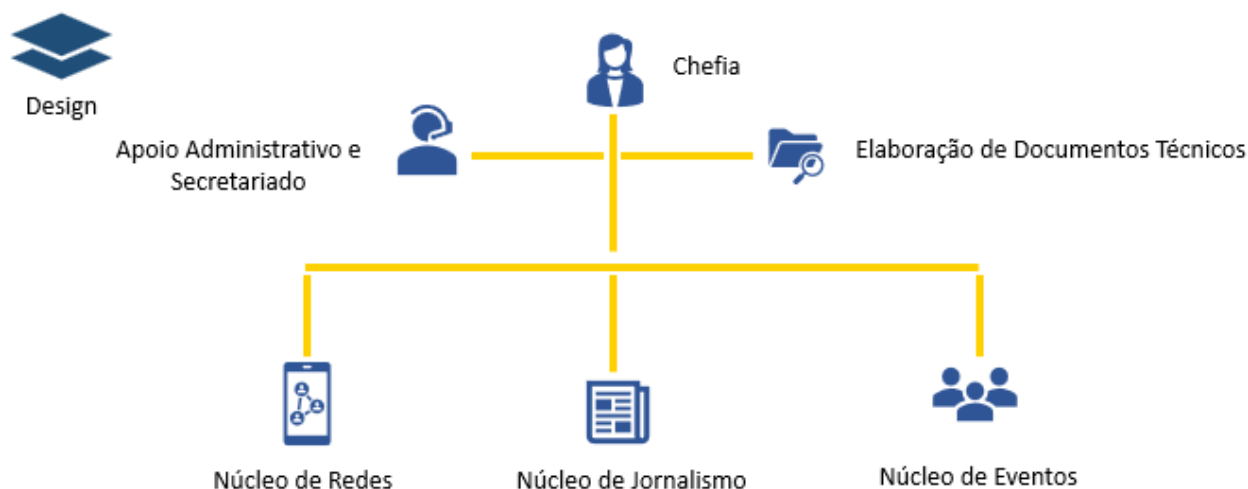 Chefia
Design
Apoio Administrativo e
Secretariado
Elaboração de Documentos Técnicos
Núcleo de Redes
Núcleo de Jornalismo
Núcleo de Eventos